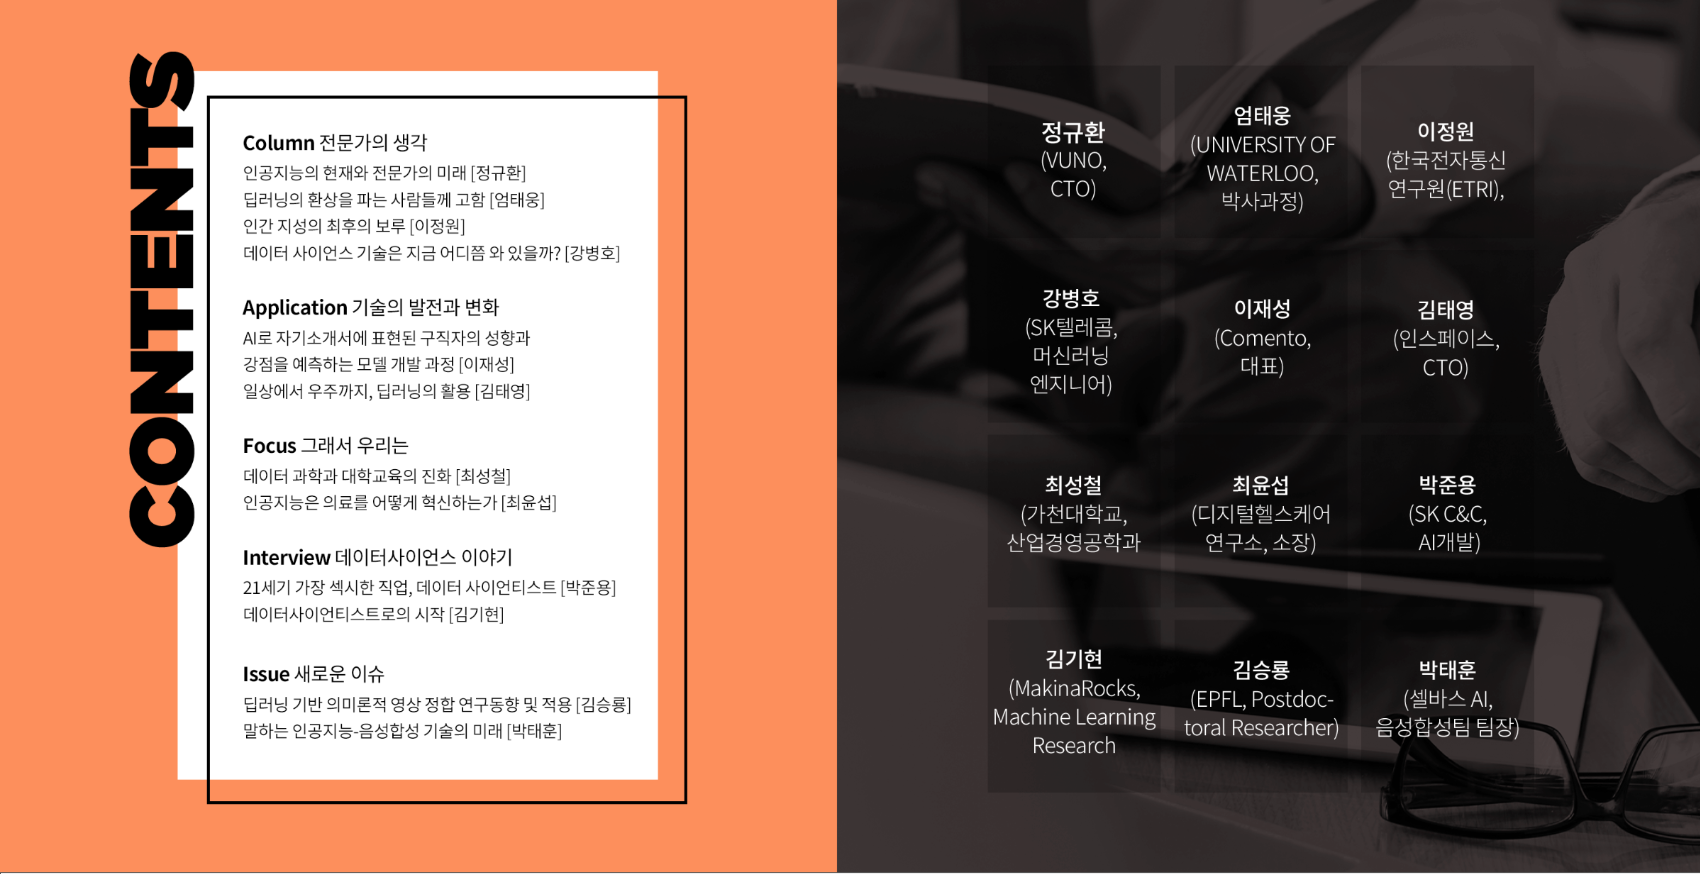 CONTENTS
Column 전문가의 생각
인공지능의 현재와 전문가의 미래 [정규환]
딥러닝의 환상을 파는 사람들께 고함 [엄태웅]
인간 지성의 최후의 보루 [이정원]
데이터 사이언스 기술은 지금 어디쯤 와 있을까? [강병호]
Application 기술의 발전과 변화
AI로 자기소개서에 표현된 구직자의 성향과
강점을 예측하는 모델 개발 과정 [이재성]
일상에서 우주까지, 딥러닝의 활용 [김태영]
Focus 그래서 우리는
데이터 과학과 대학교육의 진화 [최성철]
인공지능은 의료를 어떻게 혁신하는가 [최윤섭]
Interview 데이터사이언스 이야기
21세기 가장 섹시한 직업, 데이터 사이언티스트 [박준용]
데이터사이언티스트로의 시작 [김기현]
Issue 새로운 이슈
딥러닝 기반 의미론적 영상 정합 연구동향 및 적용 [김승룡]
말하는 인공지능-음성합성 기술의 미래 [박태훈]
정규환
(VUNO,
CTO)
엄태웅
(UNIVERSITY OF
WATERLOO,
박사과정)
이정원
(한국전자통신
연구원(ETRI),
강병호
(SK텔레콤,
머신러닝
엔지니어)
이재성
(Comento,
대표)
김태영
(인스페이스,
CTO)
최성철
(가천대학교,
산업경영공학과
최윤섭
(디지털헬스케어
연구소, 소장)
박준용
(SK C&C,
AI개발)
김기현
(MakinaRocks,
Machine Learning
Research
김승룡
(EPFL, Postdoc-
toral Researcher)
박태훈
(셀바스 AI,
음성합성팀 팀장)